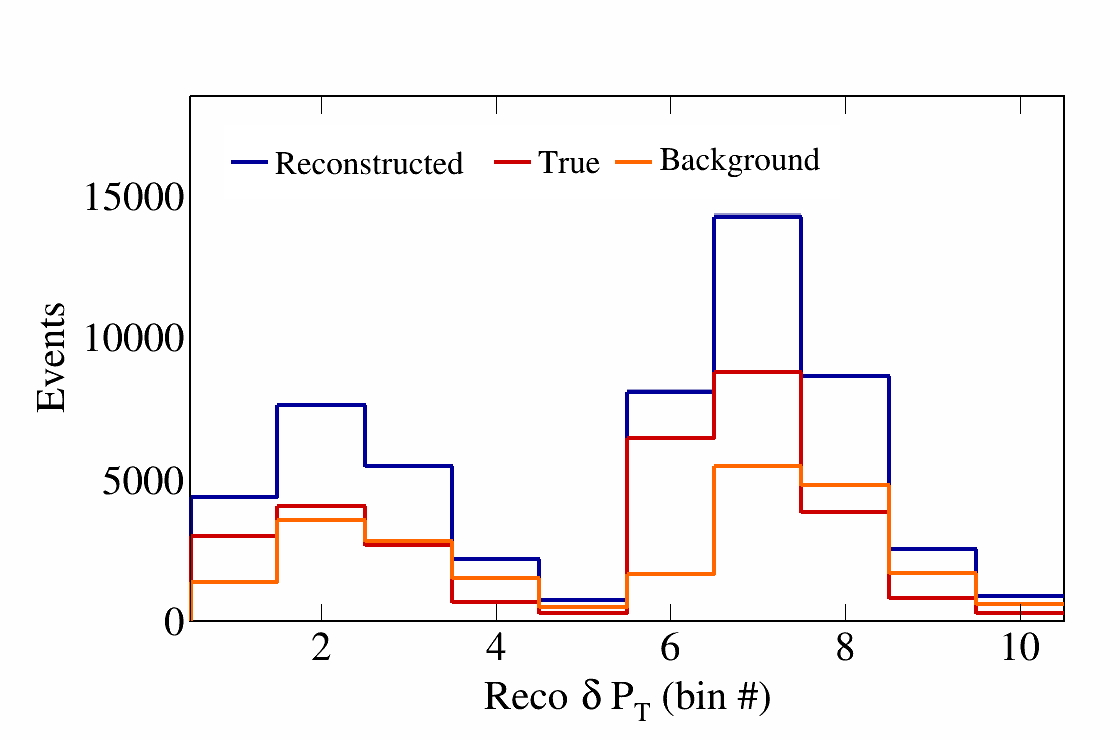 Reconstructed True Background
15000
10000
5000
0
Events
2 4 6 8 10
Reco δ P_T (bin #)